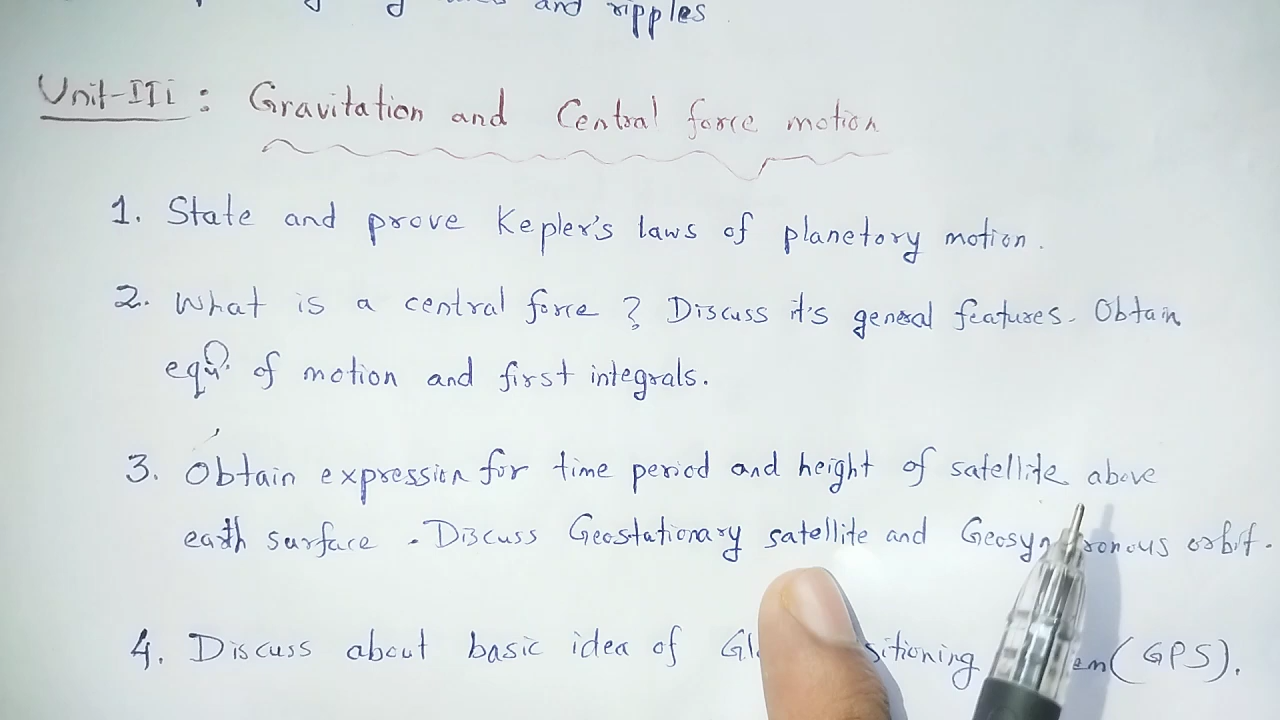 and ripples
Unit-III : Gravitation and Central force motion
1. State and prove Kepler's laws of planetory motion.
2. What is a central force ? Discuss it's general features. Obtain
equn. of motion and first integrals.
3. Obtain expression for time period and height of satellite above
earth surface. Discuss Geostationary satellite and orbit.
4. Discuss about basic idea of (GPS).